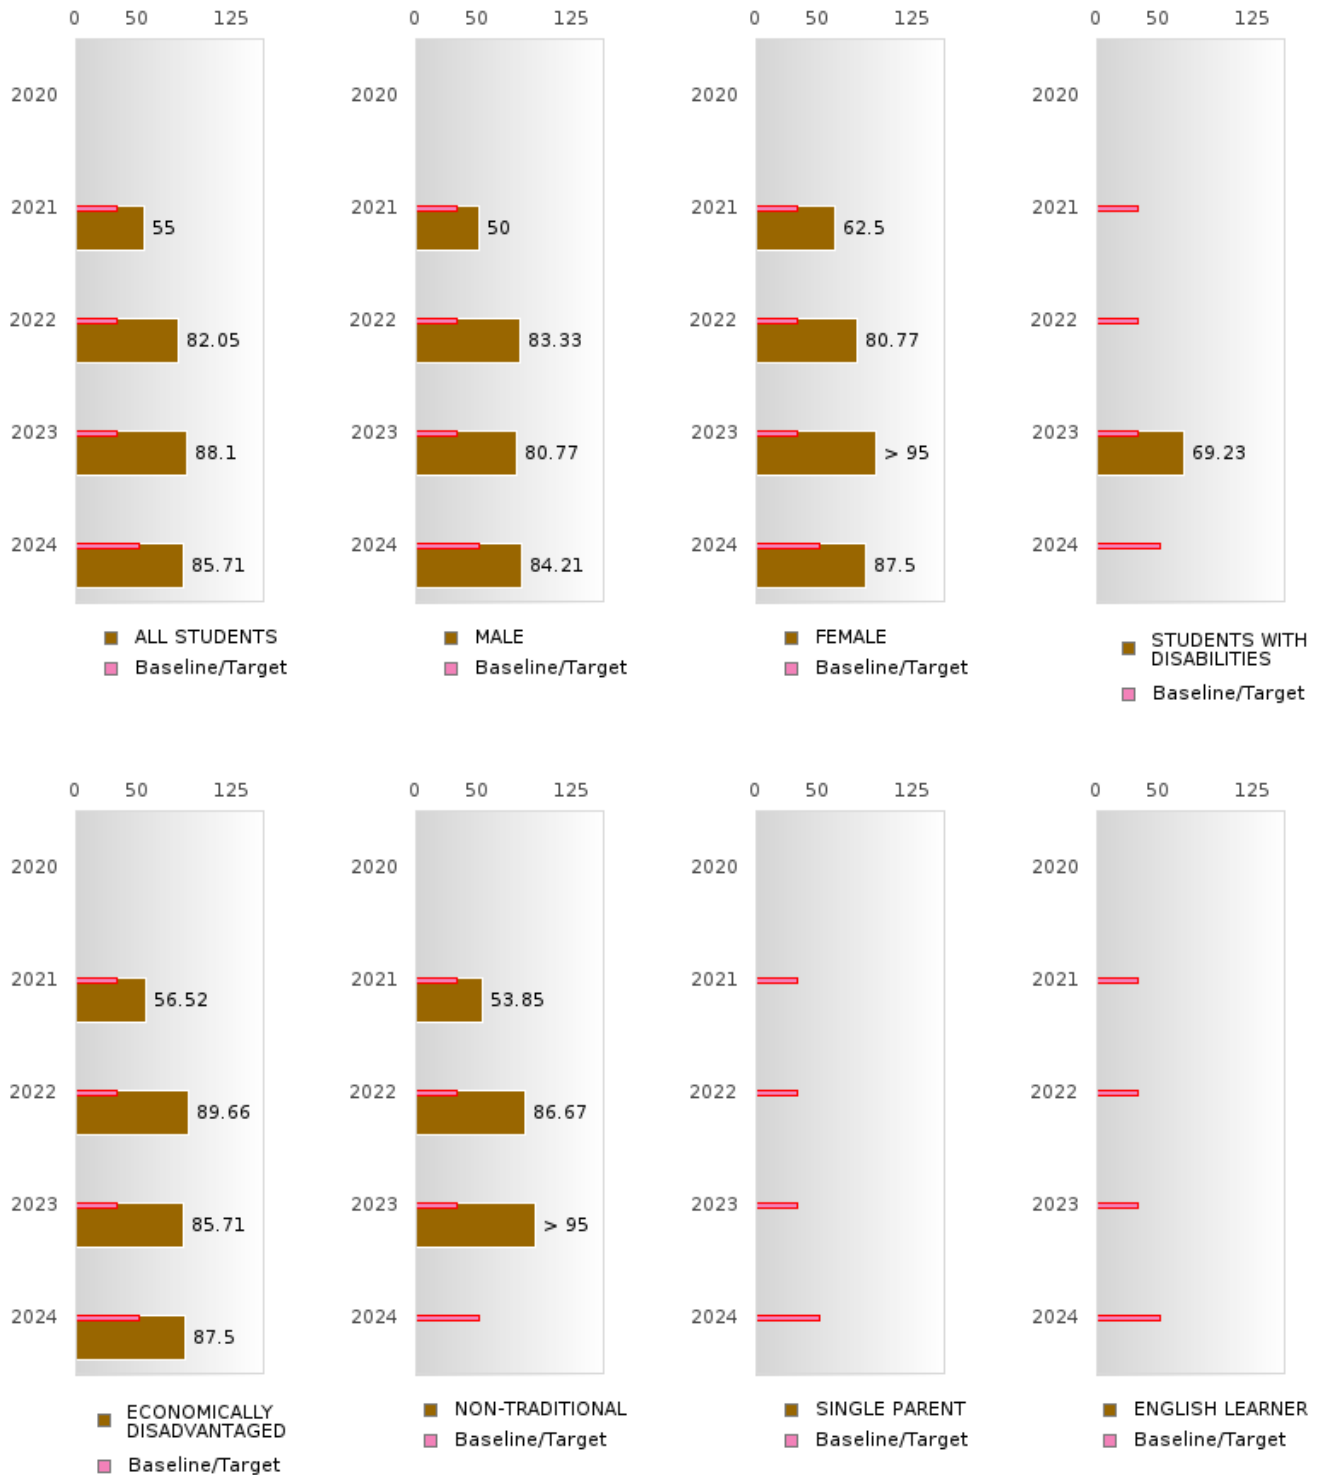 0 50 125
2020
2021 55
2022 82.05
2023 88.1
2024 85.71
ALL STUDENTS
Baseline/Target
0 50 125
2020
2021 50
2022 83.33
2023 80.77
2024 84.21
MALE
Baseline/Target
0 50 125
2020
2021 62.5
2022 80.77
2023 > 95
2024 87.5
FEMALE
Baseline/Target
0 50 125
2020
2021
2022
2023 69.23
2024
STUDENTS WITH
DISABILITIES
Baseline/Target
0 50 125
2020
2021 56.52
2022 89.66
2023 85.71
2024 87.5
ECONOMICALLY
DISADVANTAGED
Baseline/Target
0 50 125
2020
2021 53.85
2022 86.67
2023 > 95
2024
NON-TRADITIONAL
Baseline/Target
0 50 125
2020
2021
2022
2023
2024
SINGLE PARENT
Baseline/Target
0 50 125
2020
2021
2022
2023
2024
ENGLISH LEARNER
Baseline/Target